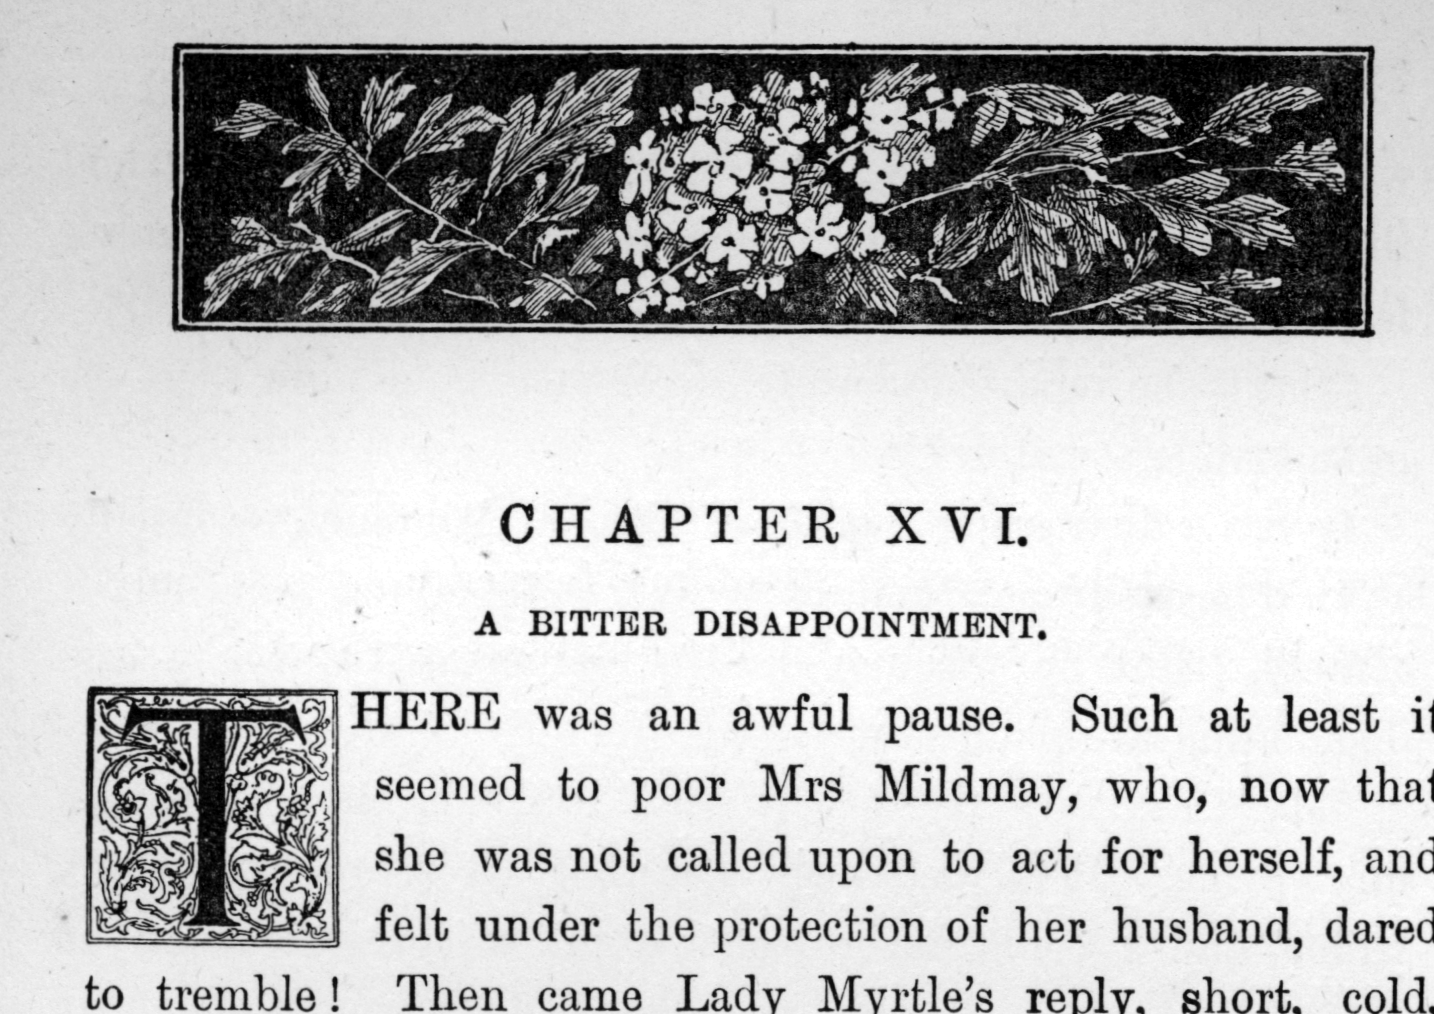 CHAPTER XVI.
A BITTER DISAPPOINTMENT.
THERE was an awful pause. Such at least it
seemed to poor Mrs Mildmay, who, now that
she was not called upon to act for herself, and
felt under the protection of her husband, dared
to tremble! Then came Lady Myrtle's reply, short, cold,